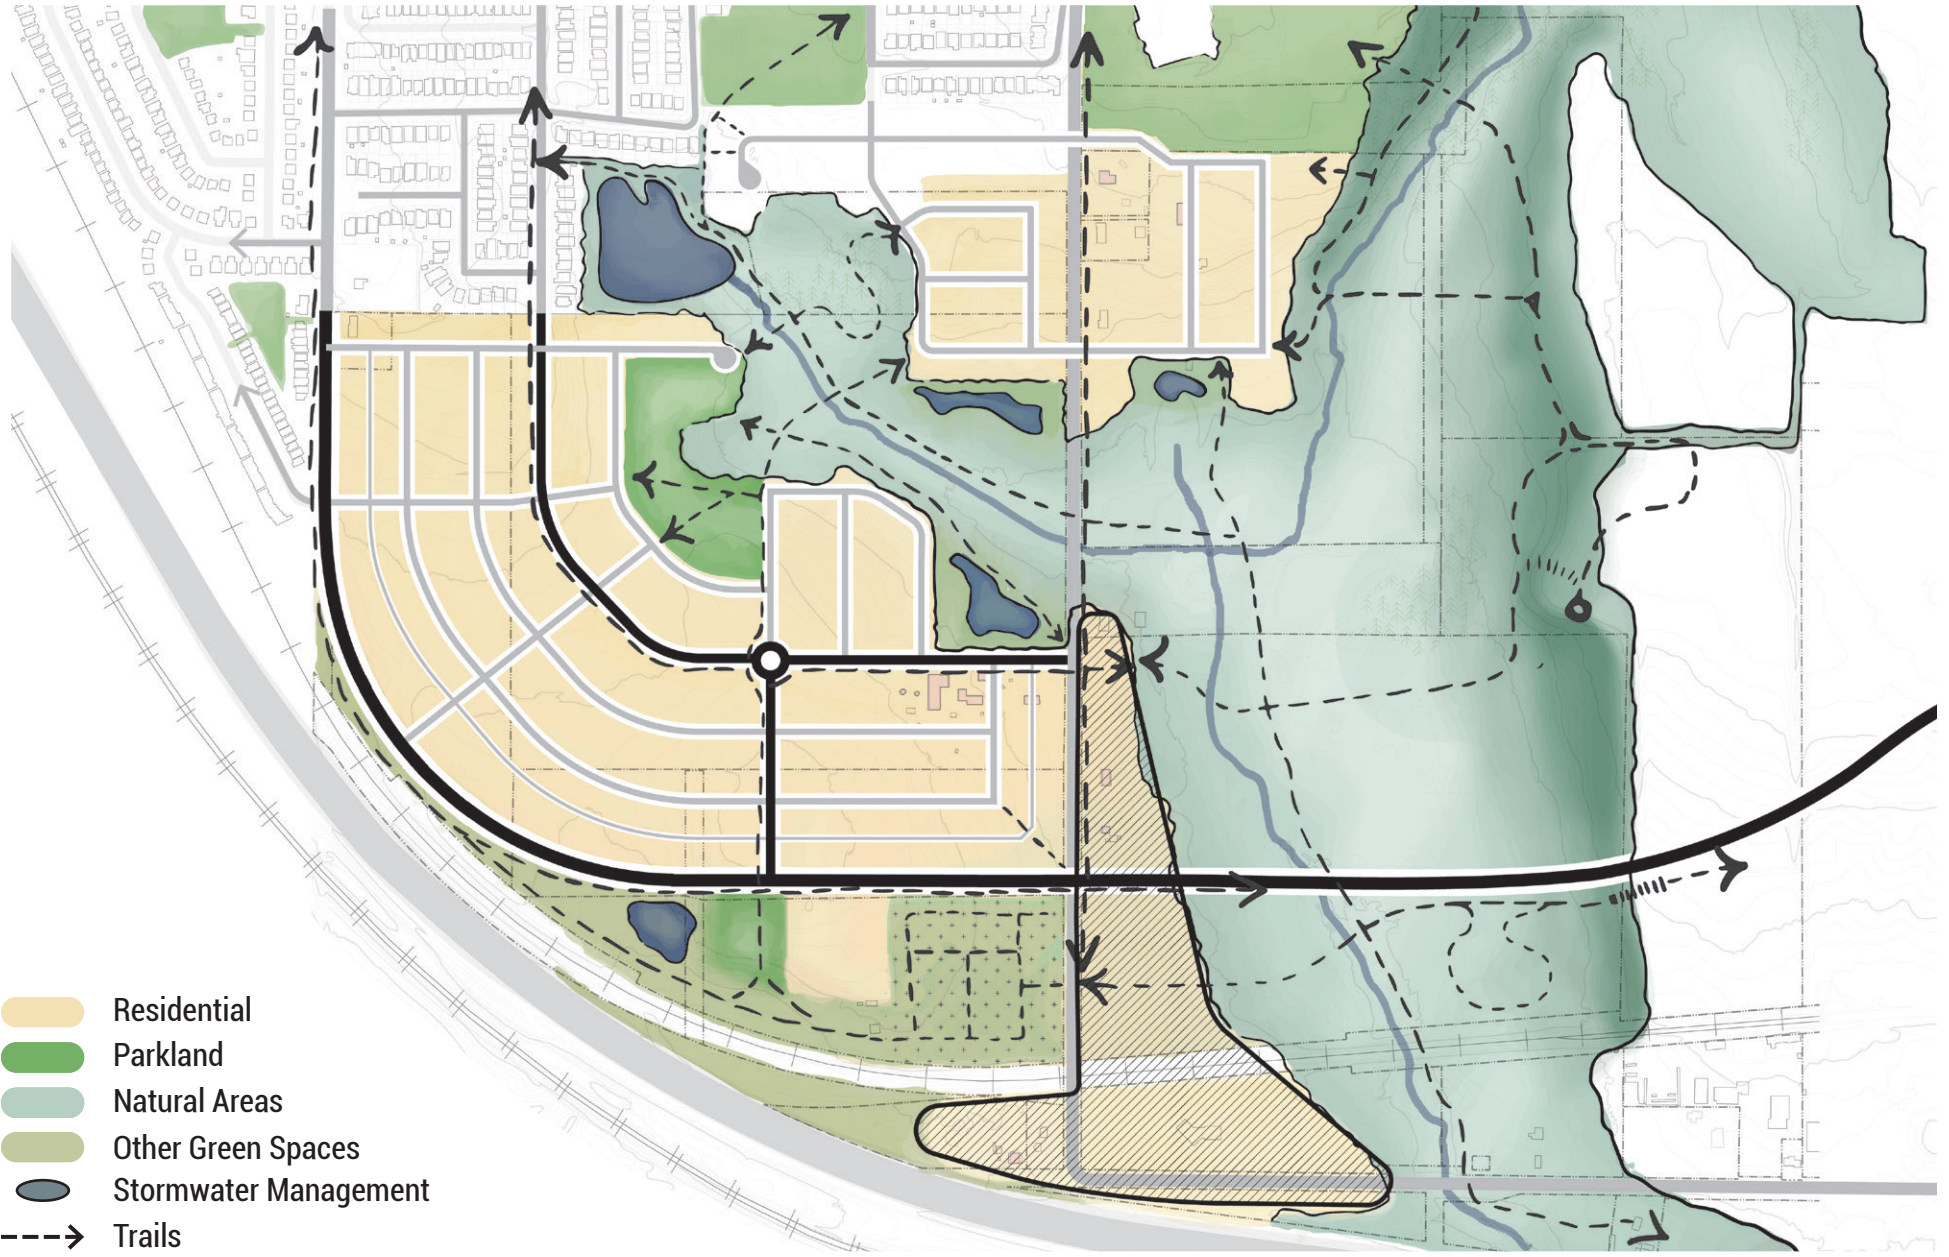 Residential
Parkland
Natural Areas
Other Green Spaces
Stormwater Management
Trails